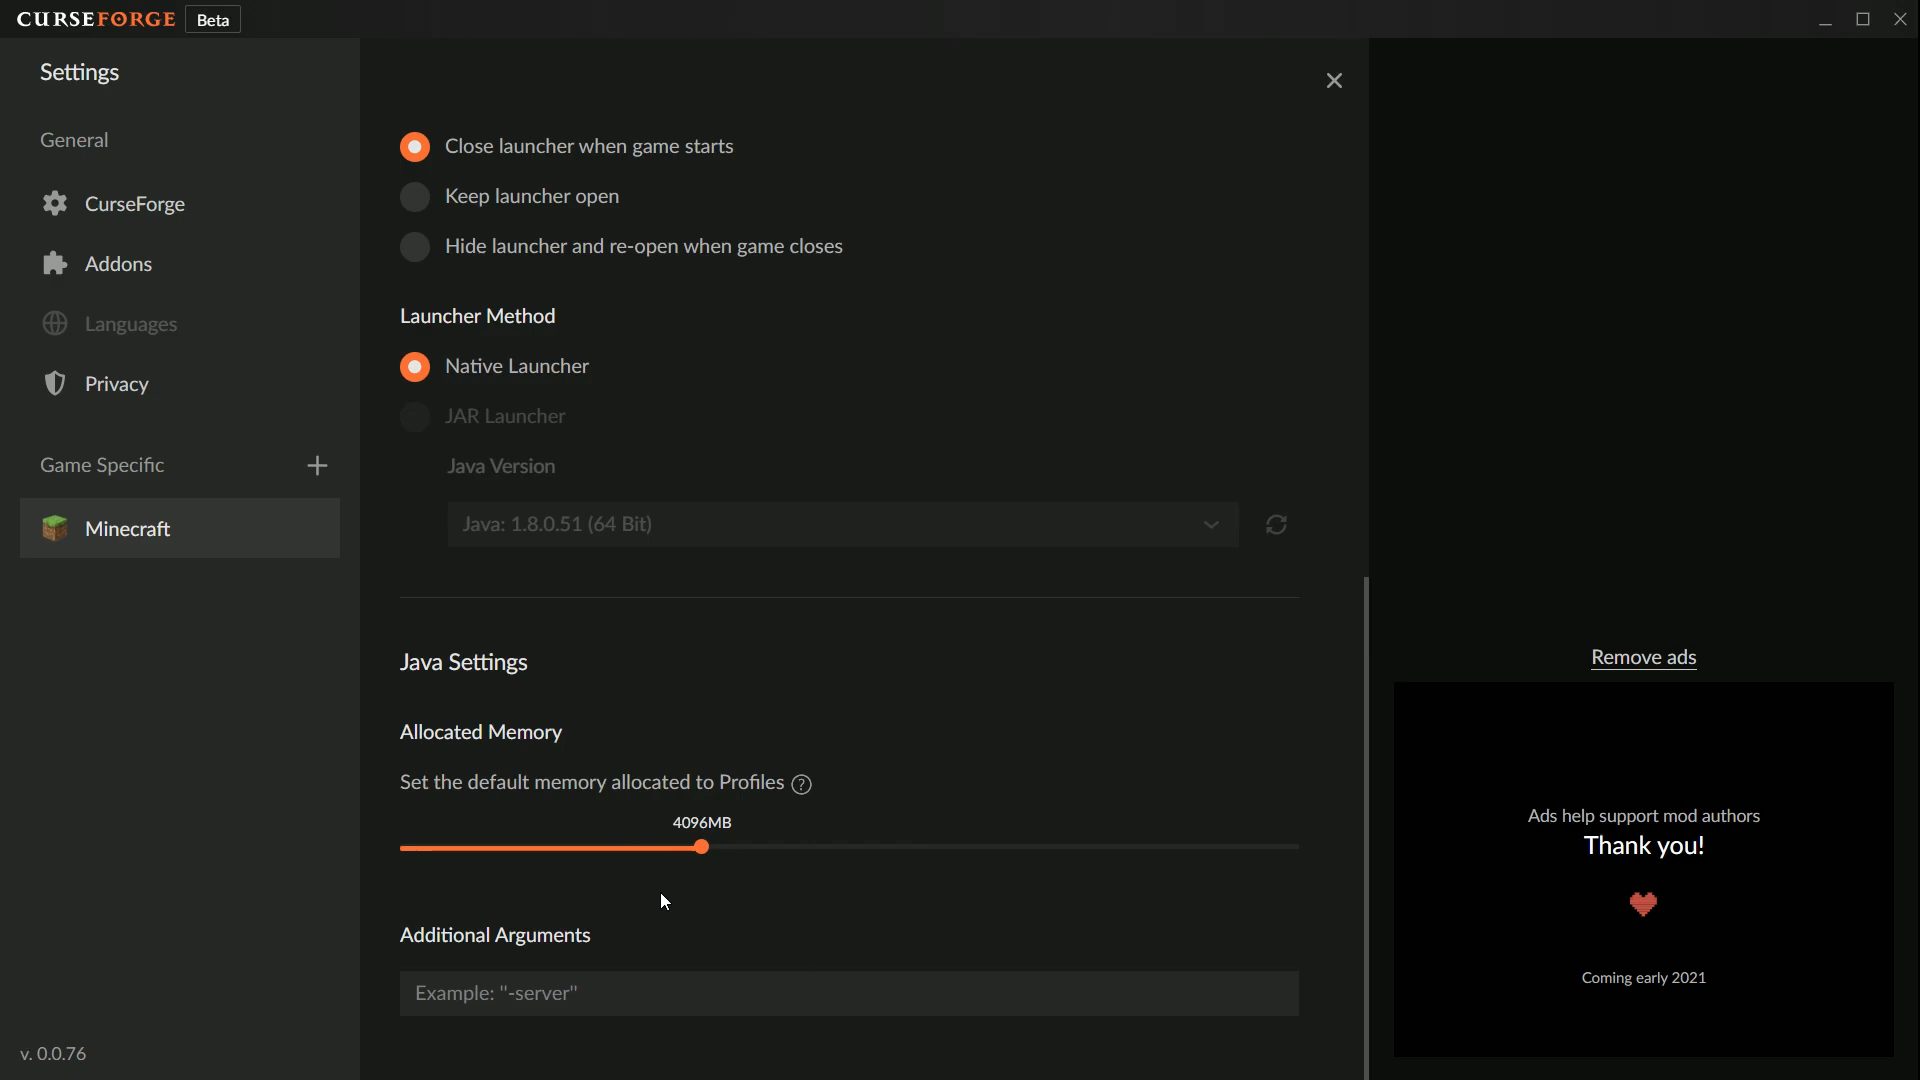 CURSEFORGE Beta
Settings
General
CurseForge
Addons
Languages
Privacy
Game Specific
Minecraft
v. 0.0.76
Close launcher when game starts
Keep launcher open
Hide launcher and re-open when game closes
Launcher Method
Native Launcher
JAR Launcher
Java Version
Java: 1.8.0.51 (64 Bit)
Java Settings
Allocated Memory
Set the default memory allocated to Profiles ?
4096MB
Additional Arguments
Example: "-server"
Remove ads
Ads help support mod authors
Thank you!
Coming early 2021